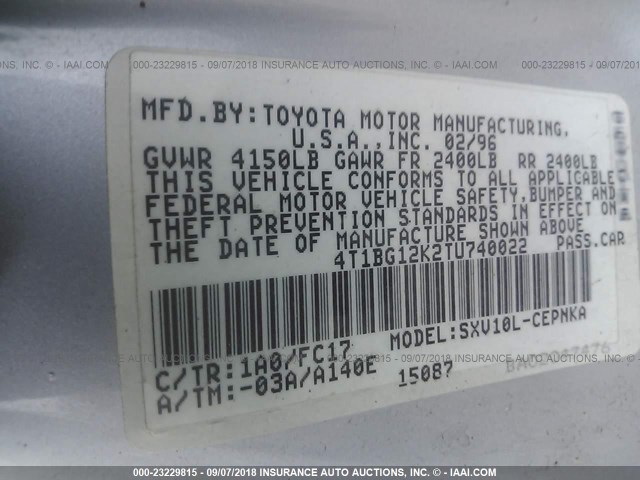 INC. - © IAAI.COM 000-23229815 - 09/07/2018 INSURANCE AUTO AUCTIONS, INC. - © IAAI.COM 000-23229815 - 09/07
MFD.BY:TOYOTA MOTOR MANUFACTURING,
U.S.A.,INC. 02/96
GVWR 4150LB GAWR FR 2400LB RR 2400LB
THIS VEHICLE CONFORMS TO ALL APPLICABLE
FEDERAL MOTOR VEHICLE SAFETY,BUMPER AND
THEFT PREVENTION STANDARDS IN EFFECT ON
THE DATE OF MANUFACTURE SHOWN ABOVE
4T1BG12K2TU740022 PASS.CAR
MODEL:SXV10L-CEPNKA
C/TR:1A0/FC17
A/TM:-03A/A140E 15087
000-23229815 - 09/07/2018 INSURANCE AUTO AUCTIONS, INC. - © IAAI.COM